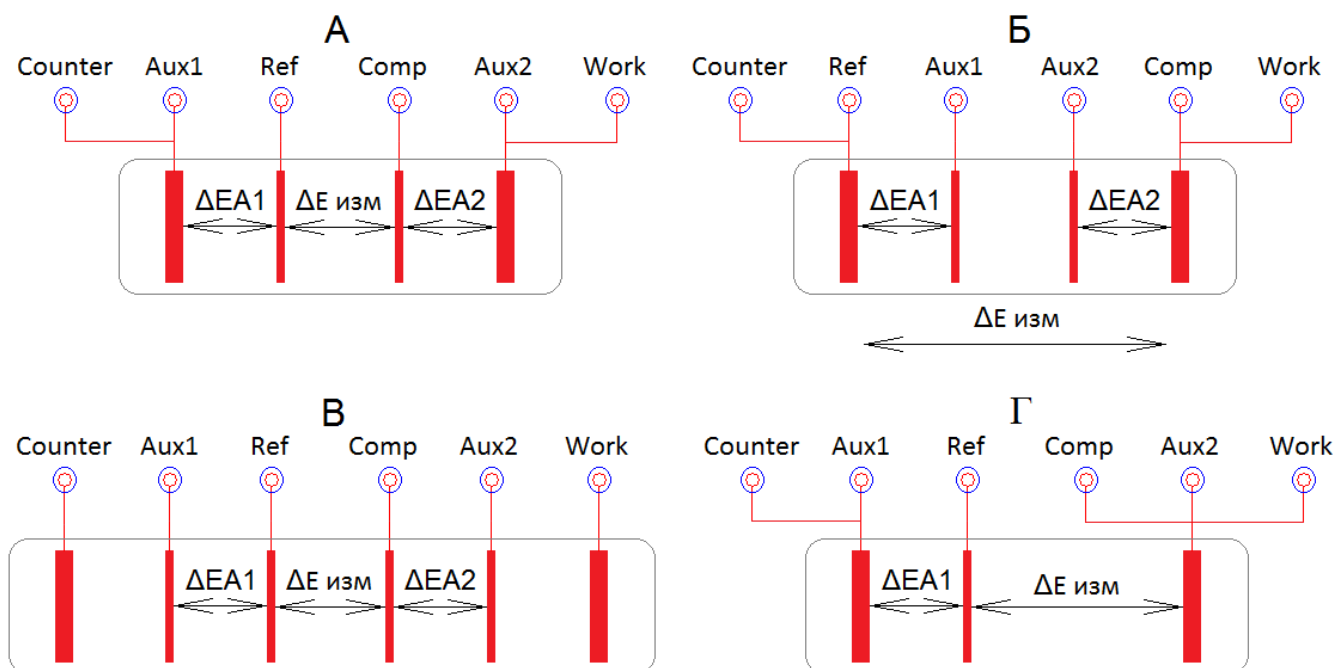 А
Counter Aux1 Ref Comp Aux2 Work
ΔEA1 ΔE изм ΔEA2
Б
Counter Ref Aux1 Aux2 Comp Work
ΔEA1 ΔEA2
ΔE изм
В
Counter Aux1 Ref Comp Aux2 Work
ΔEA1 ΔE изм ΔEA2
Г
Counter Aux1 Ref Comp Aux2 Work
ΔEA1 ΔE изм